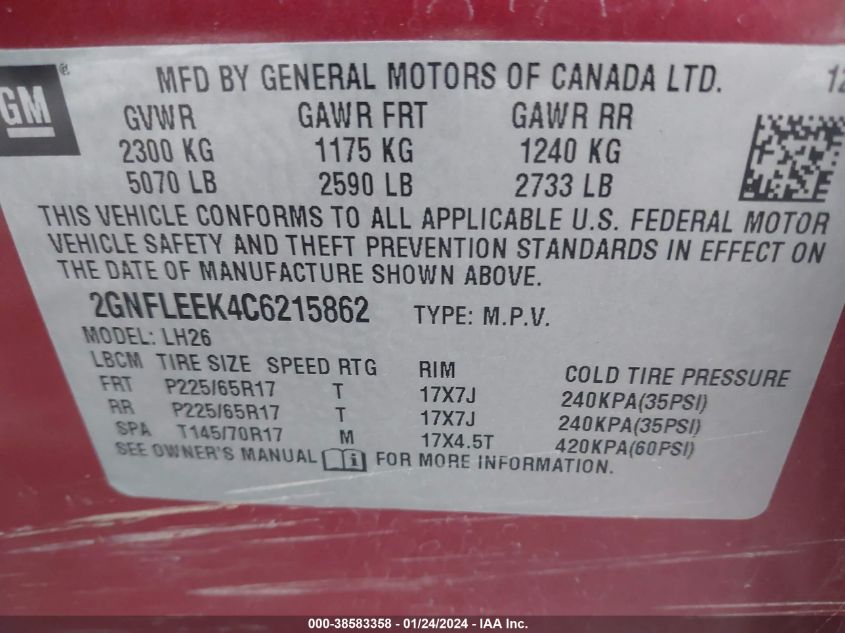 GM®
MFD BY GENERAL MOTORS OF CANADA LTD. 12
GVWR GAWR FRT GAWR RR
2300 KG 1175 KG 1240 KG
5070 LB 2590 LB 2733 LB
THIS VEHICLE CONFORMS TO ALL APPLICABLE U.S. FEDERAL MOTOR
VEHICLE SAFETY AND THEFT PREVENTION STANDARDS IN EFFECT ON
THE DATE OF MANUFACTURE SHOWN ABOVE.
2GNFLEEK4C6215862 TYPE: M.P.V.
MODEL: LH26
LBCM TIRE SIZE SPEED RTG RIM COLD TIRE PRESSURE
FRT P225/65R17 T 17X7J 240KPA(35PSI)
RR P225/65R17 T 17X7J 240KPA(35PSI)
SPA T145/70R17 M 17X4.5T 420KPA(60PSI)
SEE OWNER'S MANUAL i FOR MORE INFORMATION.
000-38583358 - 01/24/2024 - IAA Inc.